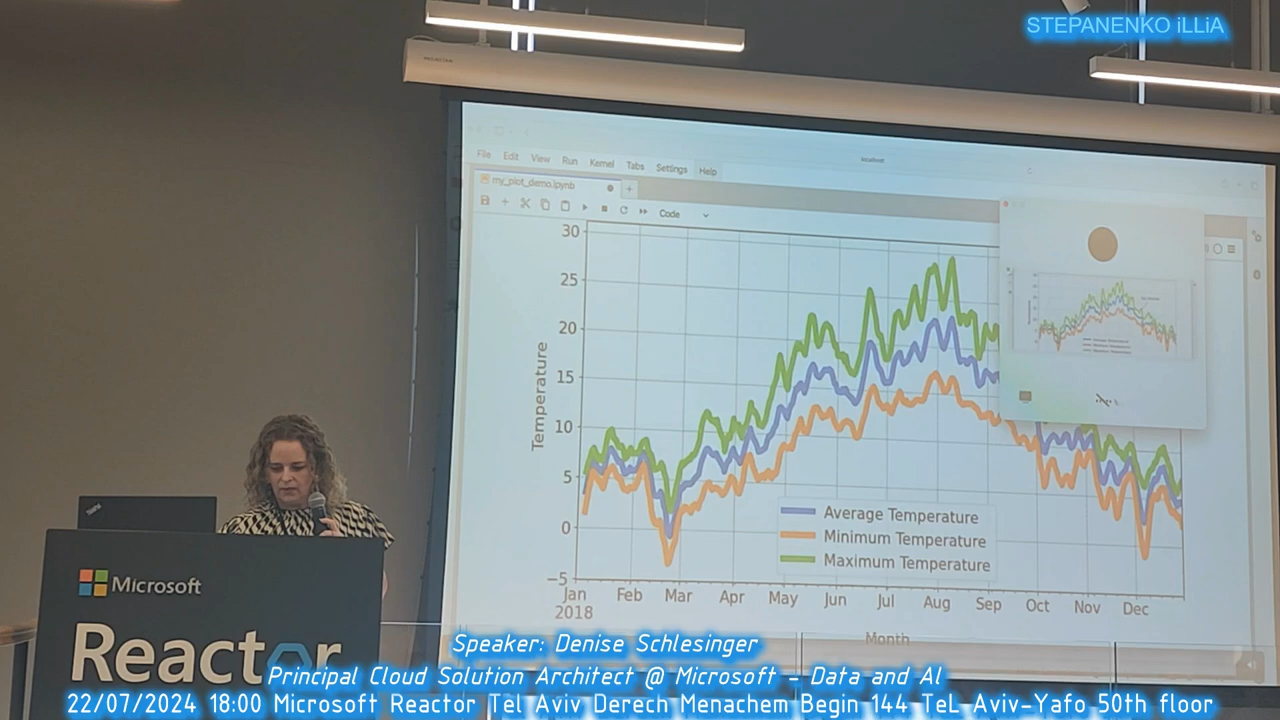 STEPANENKO iLLiA
localhost
File Edit View Run Kernel Tabs Settings Help
my_plot_demo.ipynb
Code
30
25
20
15
10
5
0
−5
Temperature
Average Temperature
Minimum Temperature
Maximum Temperature
Jan Feb Mar Apr May Jun Jul Aug Sep Oct Nov Dec
2018
Month
Microsoft
Reactor
Speaker: Denise Schlesinger
Principal Cloud Solution Architect @ Microsoft - Data and AI
22/07/2024 18:00 Microsoft Reactor Tel Aviv Derech Menachem Begin 144 TeL Aviv-Yafo 50th floor